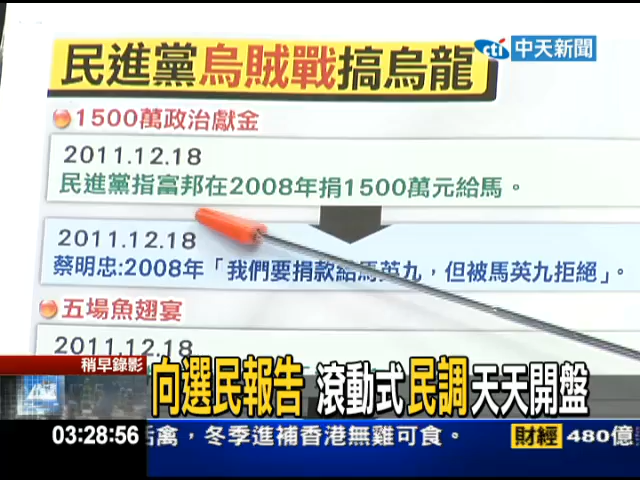 cti 中天新聞
民進黨烏賊戰搞烏龍
1500萬政治獻金
2011.12.18
民進黨指富邦在2008年捐1500萬元給馬。
2011.12.18
蔡明忠:2008年「我們要捐款給馬英九，但被馬英九拒絕」。
五場魚翅宴
2011.12.18
稍早錄影
向選民報告 滾動式民調天天開盤
03:28:56
活禽，冬季進補香港無雞可食。 財經 480億